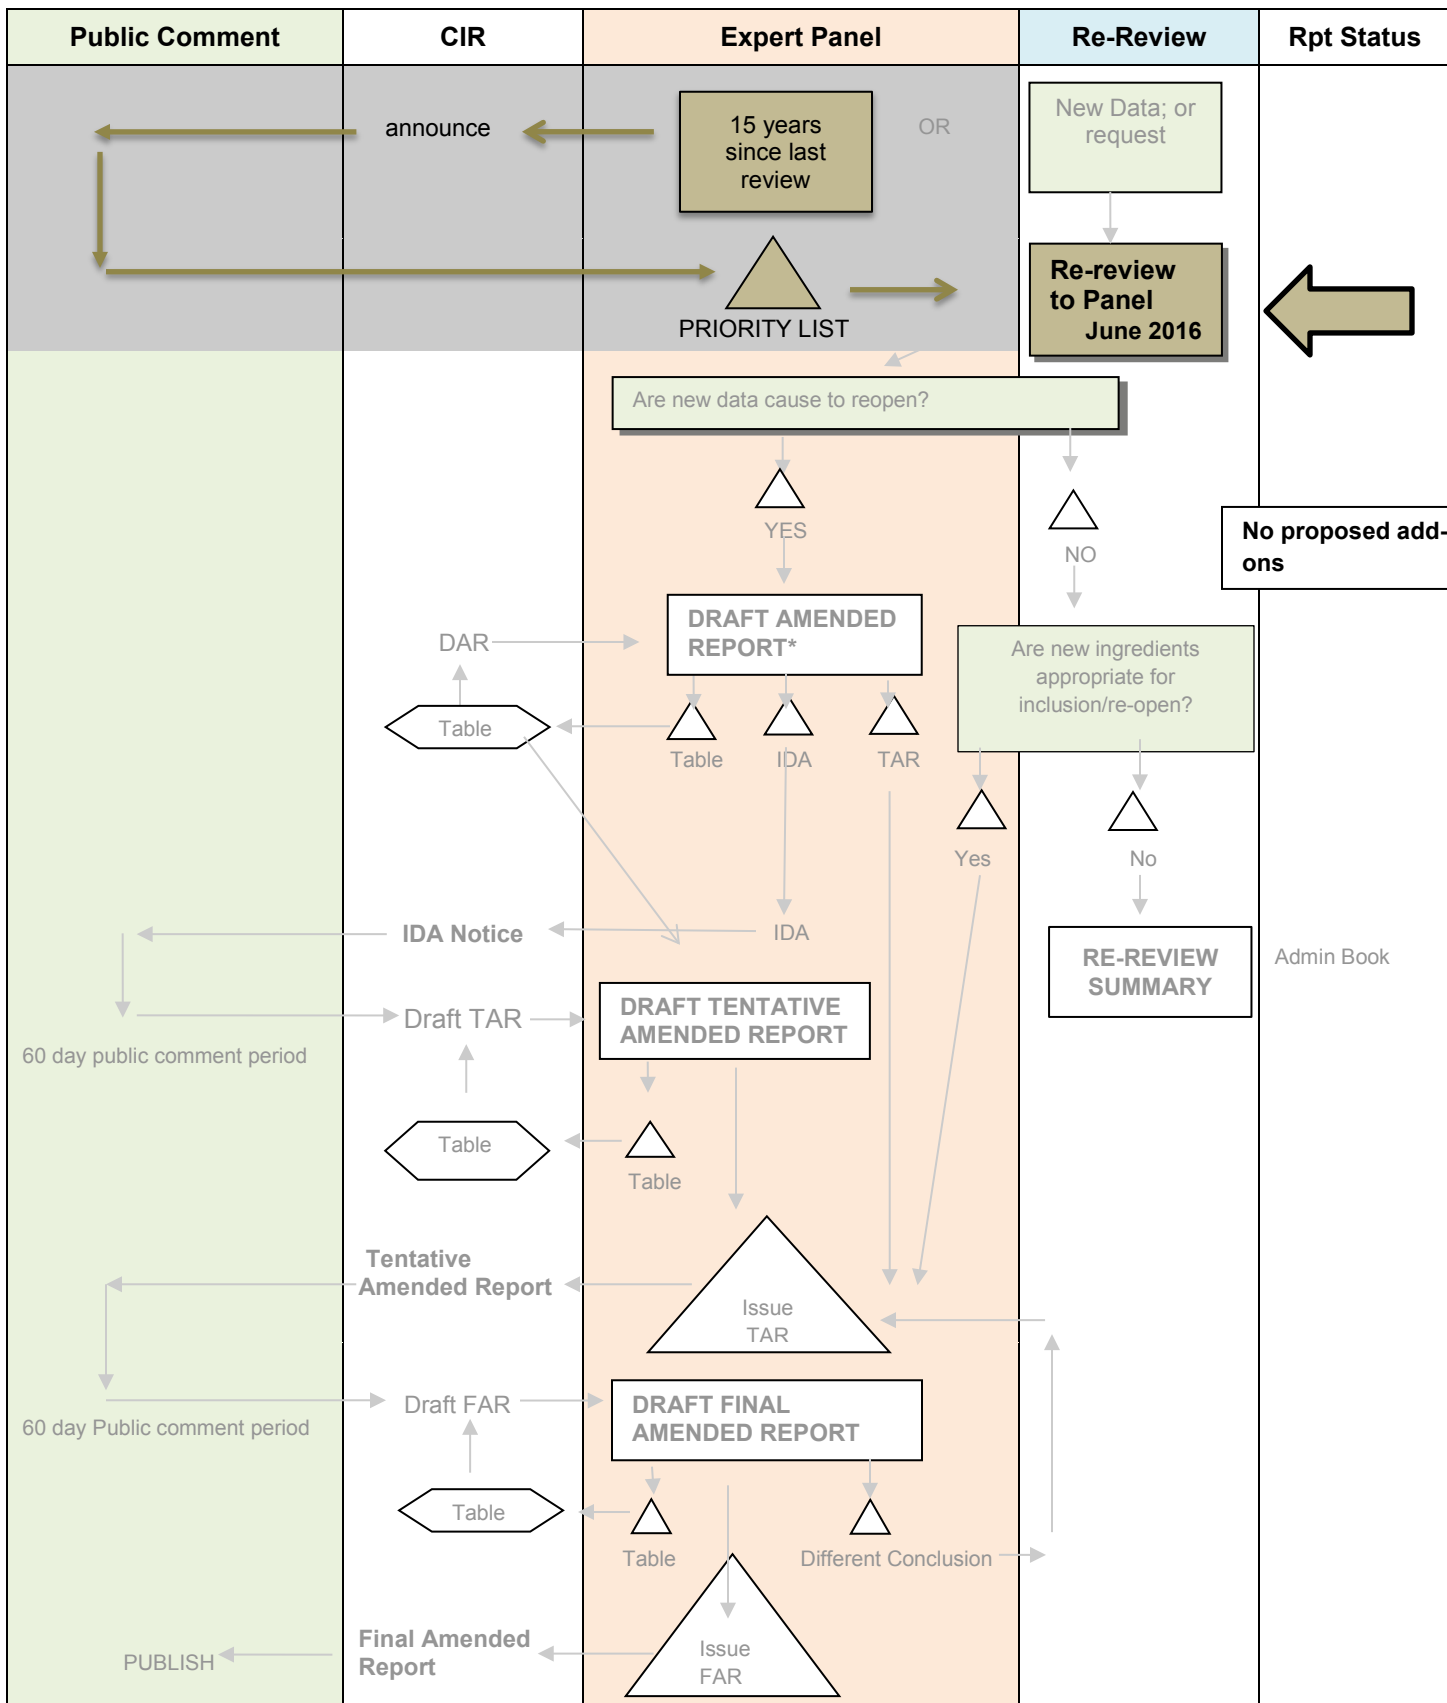 Public Comment
CIR
Expert Panel
Re-Review
Rpt Status
announce
15 years
since last
review
OR
New Data; or
request
PRIORITY LIST
Re-review
to Panel
June 2016
Are new data cause to reopen?
YES
NO
No proposed add-
ons
DAR
DRAFT AMENDED
REPORT*
Are new ingredients
appropriate for
inclusion/re-open?
Table
Table
IDA
TAR
Yes
No
IDA Notice
IDA
RE-REVIEW
SUMMARY
Admin Book
Draft TAR
DRAFT TENTATIVE
AMENDED REPORT
60 day public comment period
Table
Table
Tentative
Amended Report
Issue
TAR
Draft FAR
DRAFT FINAL
AMENDED REPORT
60 day Public comment period
Table
Table
Different Conclusion
PUBLISH
Final Amended
Report
Issue
FAR